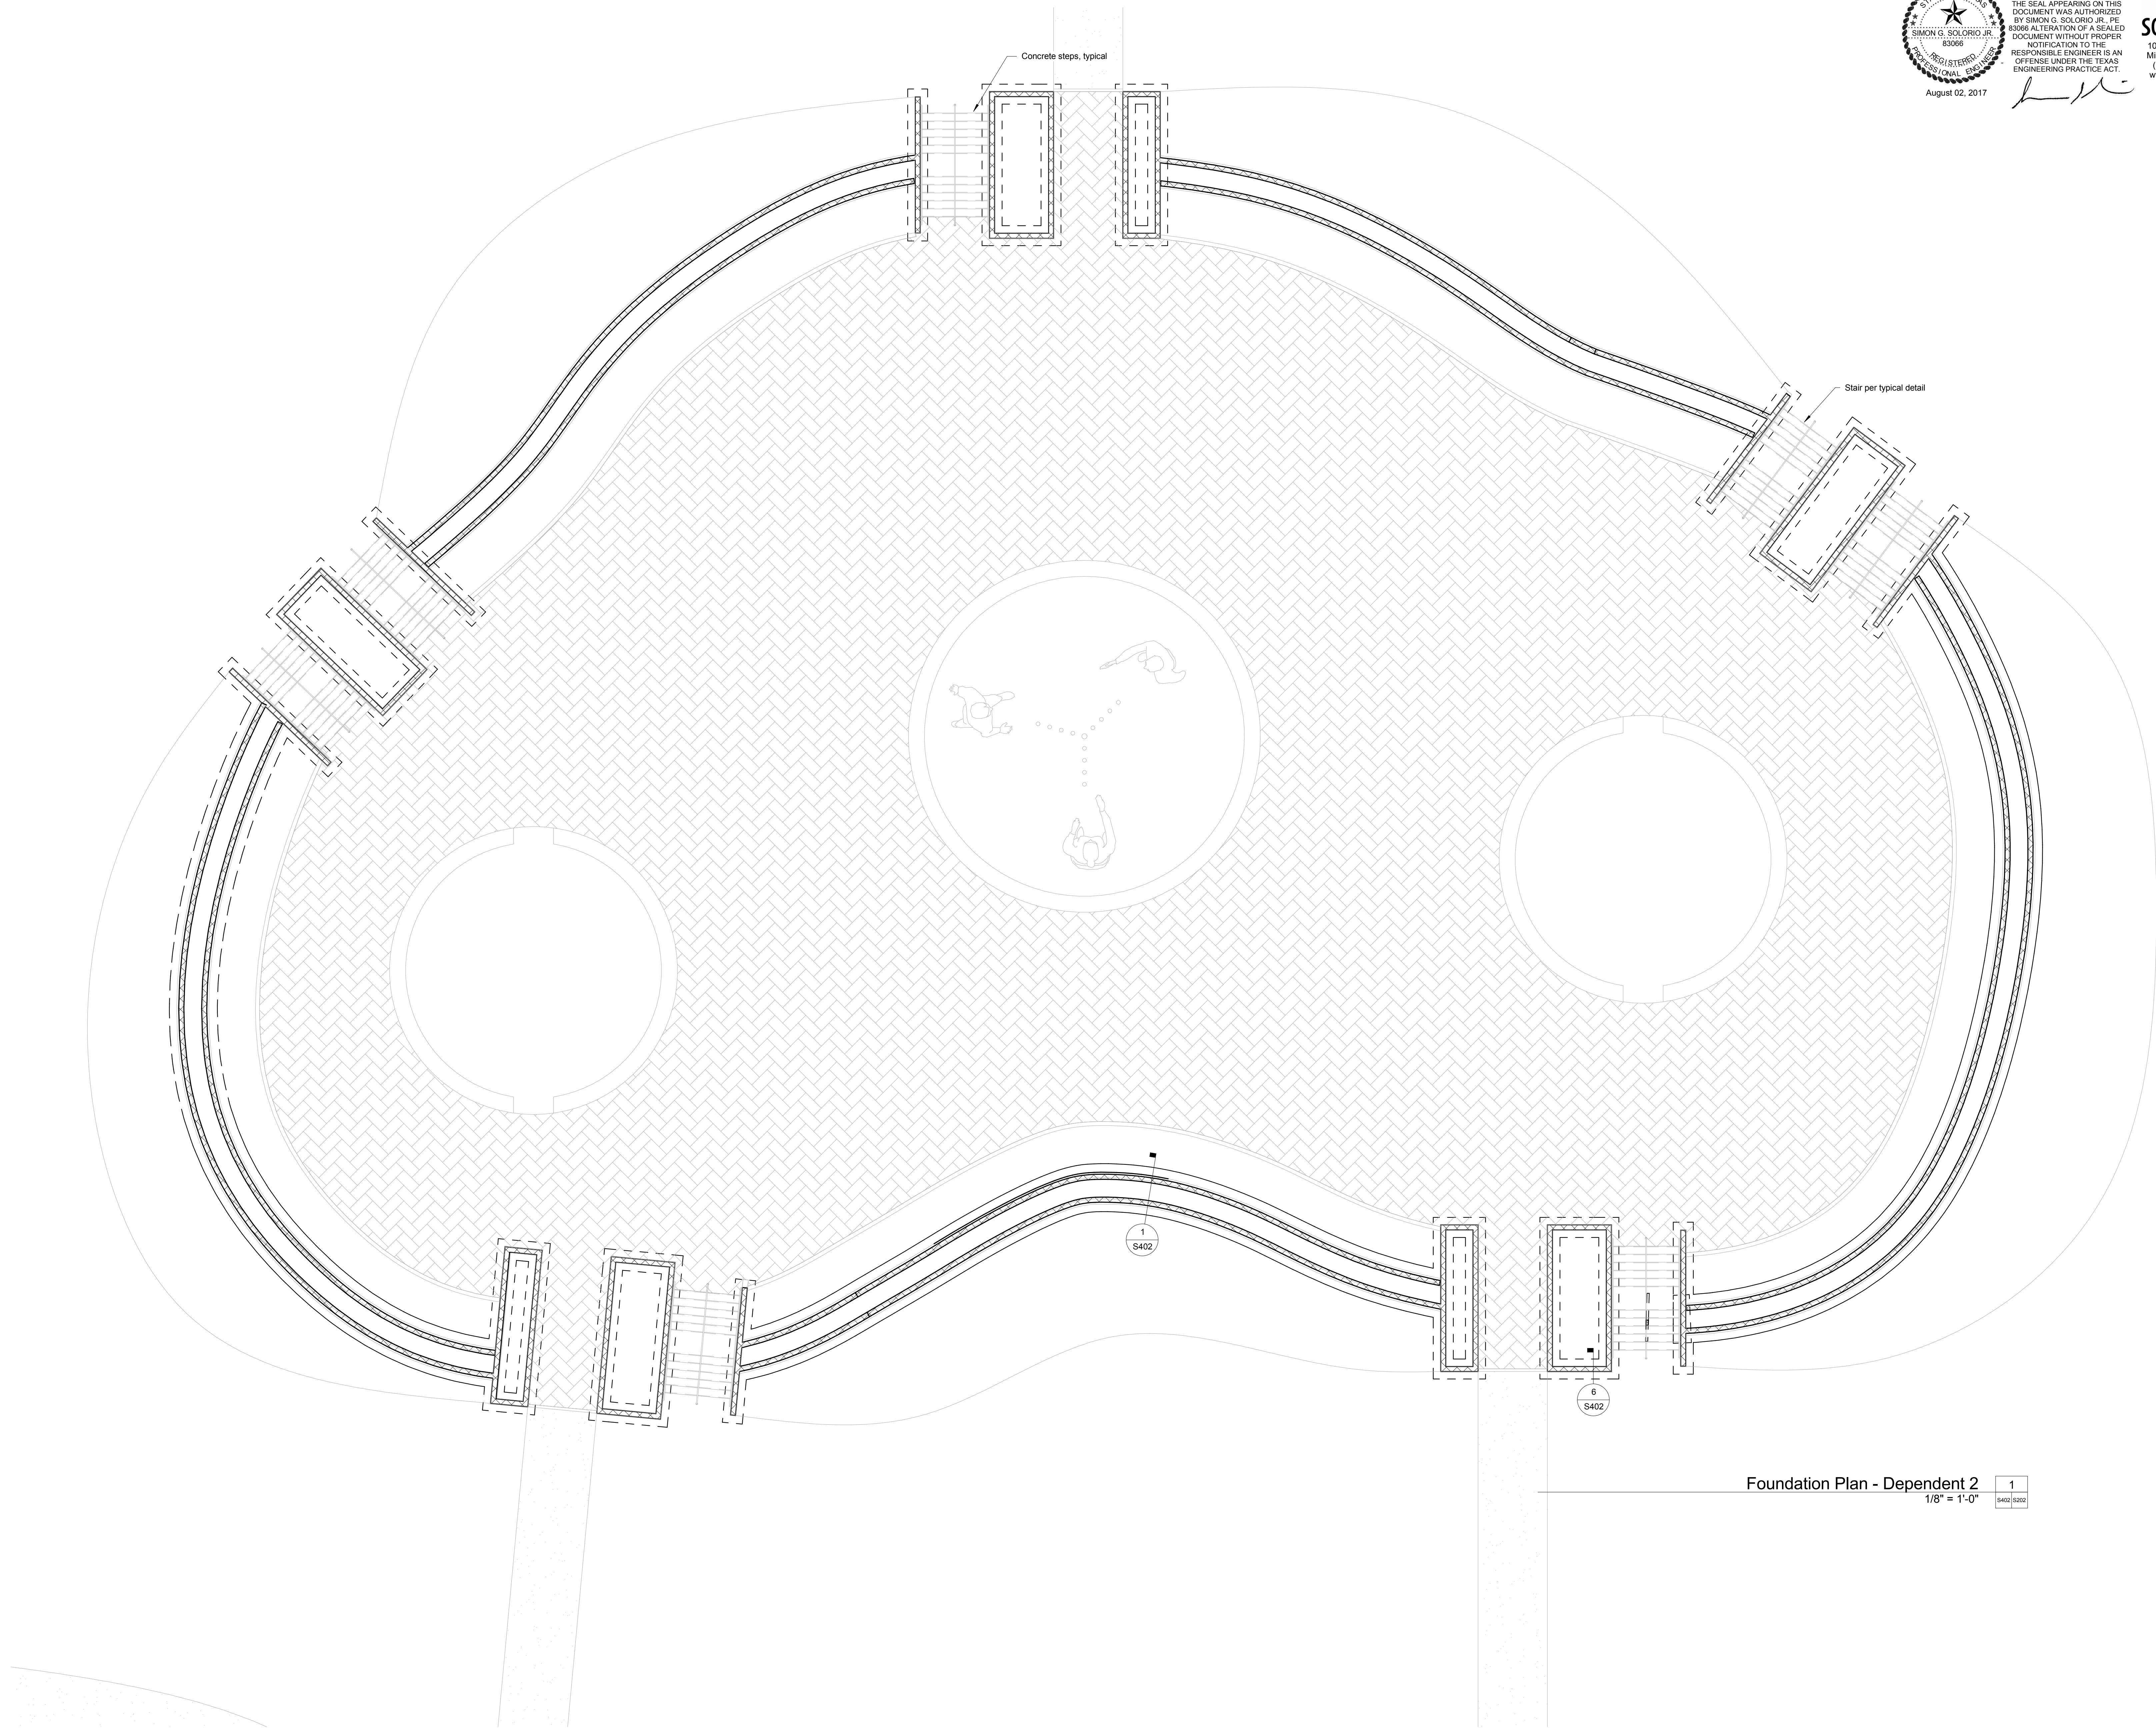 SIMON G. SOLORIO JR.
83066
REGISTERED
PROFESSIONAL ENGINEER
August 02, 2017
THE SEAL APPEARING ON THIS
DOCUMENT WAS AUTHORIZED
BY SIMON G. SOLORIO JR., PE
83066 ALTERATION OF A SEALED
DOCUMENT WITHOUT PROPER
NOTIFICATION TO THE
RESPONSIBLE ENGINEER IS AN
OFFENSE UNDER THE TEXAS
ENGINEERING PRACTICE ACT.
Concrete steps, typical
Stair per typical detail
1
S402
6
S402
Foundation Plan - Dependent 2
1/8" = 1'-0"
1
S402 S202